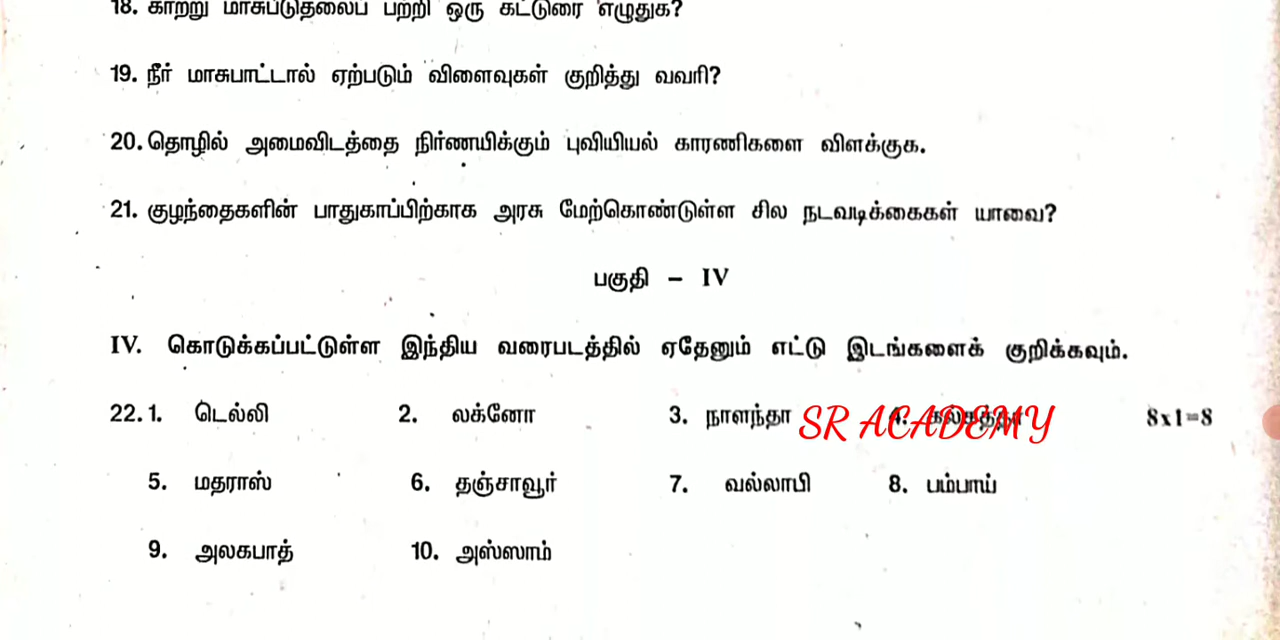 18. காற்று மாசுபடுதலைப் பற்றி ஒரு கட்டுரை எழுதுக?
19. நீர் மாசுபாட்டால் ஏற்படும் விளைவுகள் குறித்து வவரி?
20. தொழில் அமைவிடத்தை நிர்ணயிக்கும் புவியியல் காரணிகளை விளக்குக.
21. குழந்தைகளின் பாதுகாப்பிற்காக அரசு மேற்கொண்டுள்ள சில நடவடிக்கைகள் யாவை?
பகுதி – IV
IV. கொடுக்கப்பட்டுள்ள இந்திய வரைபடத்தில் ஏதேனும் எட்டு இடங்களைக் குறிக்கவும்.
22. 1. டெல்லி 2. லக்னோ 3. நாளந்தா SR ACADEMY 4. 8x1=8
5. மதராஸ் 6. தஞ்சாவூர் 7. வல்லாபி 8. பம்பாய்
9. அலகபாத் 10. அஸ்ஸாம்